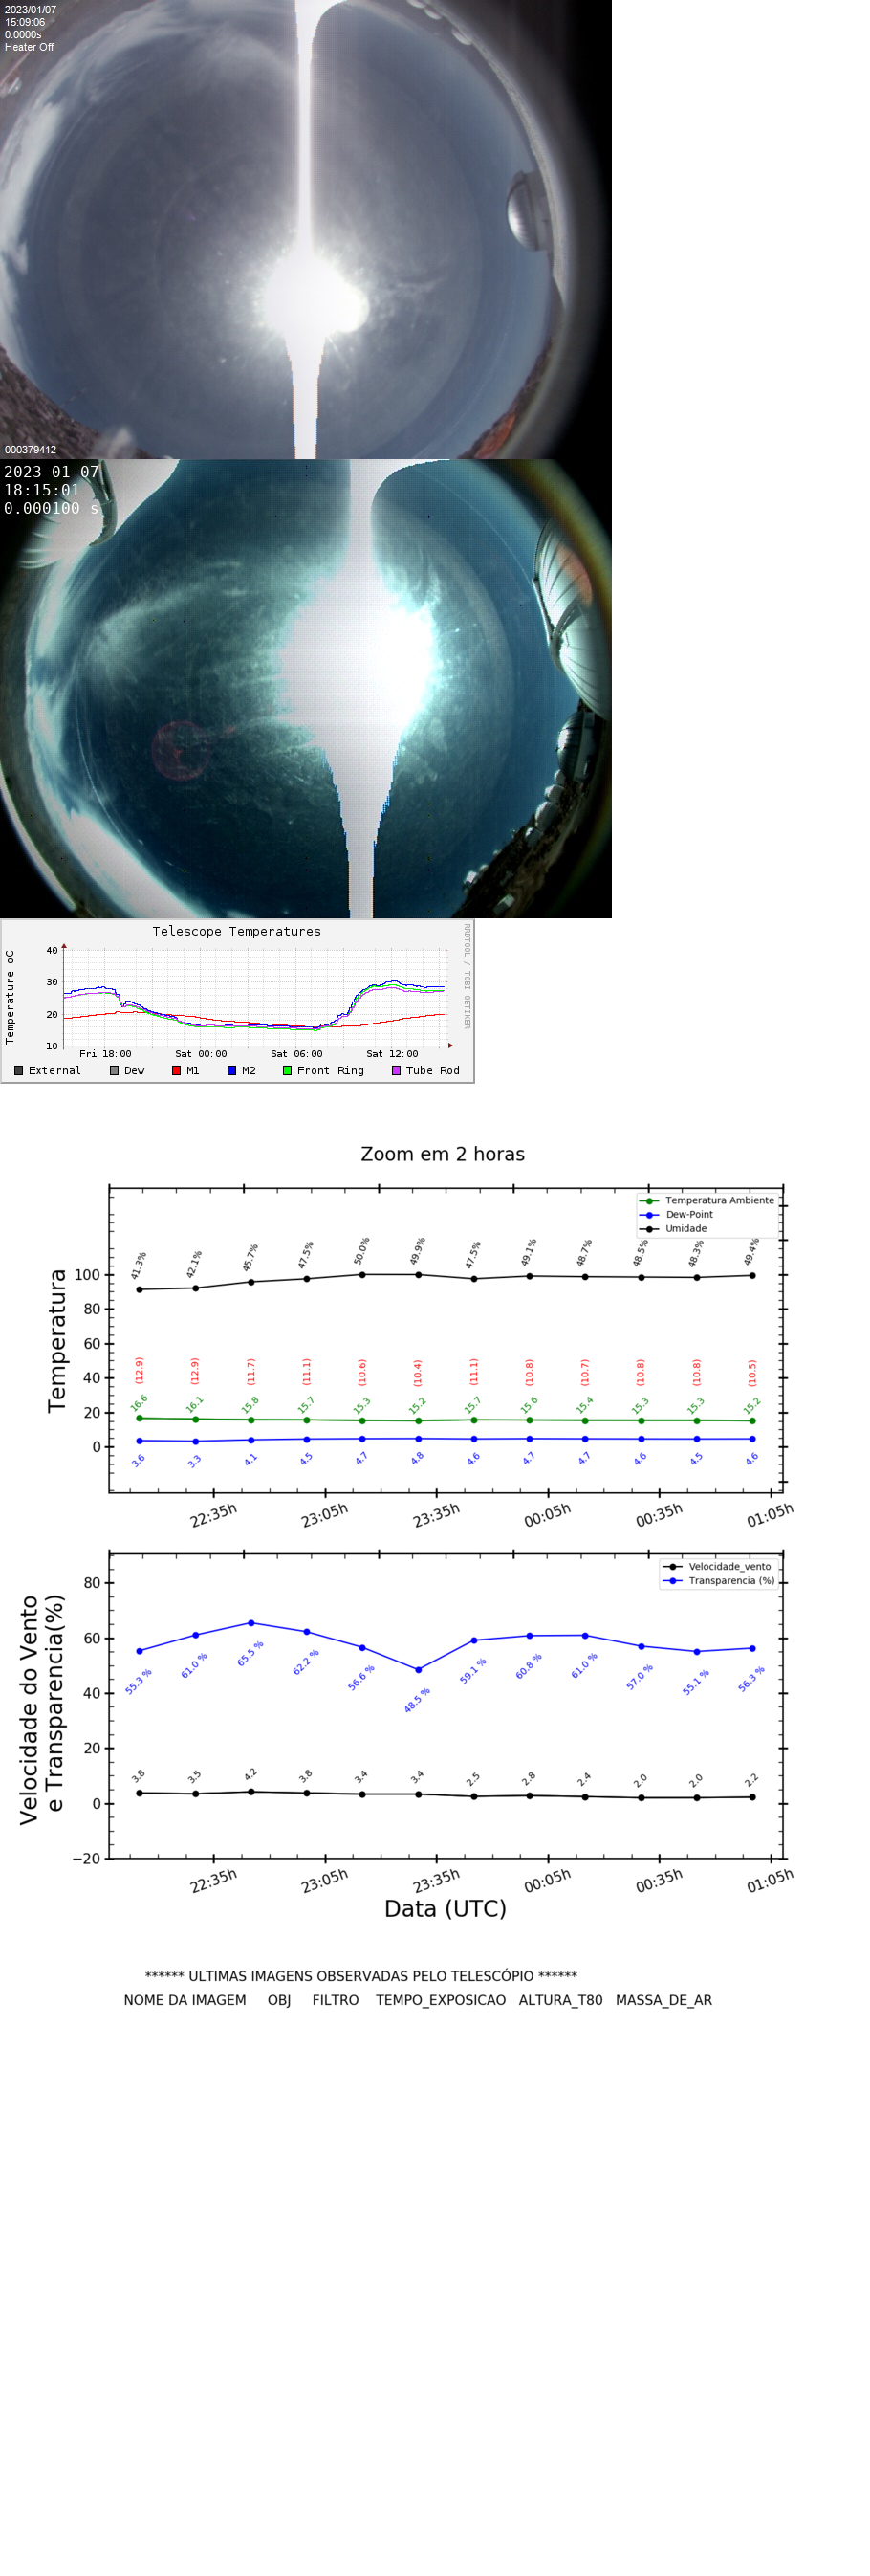 2023/01/07
15:09:06
0.0000s
Heater Off
000379412
2023-01-07
18:15:01
0.000100 s
Telescope Temperatures
RRDTOOL / TOBI OETIKER
Temperature oC
40
30
20
10
Fri 18:00 Sat 00:00 Sat 06:00 Sat 12:00
External Dew M1 M2 Front Ring Tube Rod
Zoom em 2 horas
Temperatura Ambiente
Dew-Point
Umidade
41.3% 42.1% 45.7% 47.5% 50.0% 49.9% 47.5% 49.1% 48.7% 48.5% 48.3% 49.4%
Temperatura
100
80
60
40
20
0
(12.9) (12.9) (11.7) (11.1) (10.6) (10.4) (11.1) (10.8) (10.7) (10.8) (10.8) (10.5)
16.6 16.1 15.8 15.7 15.3 15.2 15.7 15.6 15.4 15.3 15.3 15.2
3.6 3.3 4.1 4.5 4.7 4.8 4.6 4.7 4.7 4.6 4.5 4.6
22:35h 23:05h 23:35h 00:05h 00:35h 01:05h
Velocidade_vento
Transparencia (%)
Velocidade do Vento
e Transparencia(%)
80
60
40
20
0
−20
55.3 % 61.0 % 65.5 % 62.2 % 56.6 % 48.5 % 59.1 % 60.8 % 61.0 % 57.0 % 55.1 % 56.3 %
3.8 3.5 4.2 3.8 3.4 3.4 2.5 2.8 2.4 2.0 2.0 2.2
22:35h 23:05h 23:35h 00:05h 00:35h 01:05h
Data (UTC)
****** ULTIMAS IMAGENS OBSERVADAS PELO TELESCÓPIO ******
NOME DA IMAGEM OBJ FILTRO TEMPO_EXPOSICAO ALTURA_T80 MASSA_DE_AR